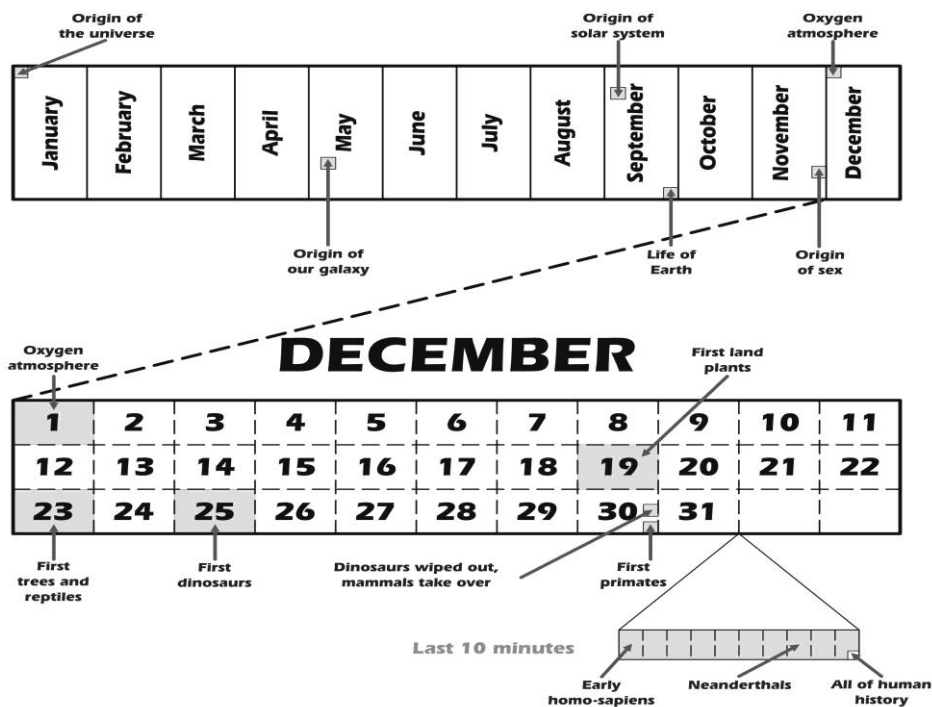 Origin of
the universe
Origin of
solar system
Oxygen
atmosphere
January
February
March
April
May
June
July
August
September
October
November
December
Origin of
our galaxy
Life of
Earth
Origin
of sex
Oxygen
atmosphere
DECEMBER
First land
plants
1 2 3 4 5 6 7 8 9 10 11
12 13 14 15 16 17 18 19 20 21 22
23 24 25 26 27 28 29 30 31
First
trees and
reptiles
First
dinosaurs
Dinosaurs wiped out,
mammals take over
First
primates
Last 10 minutes
Early
homo-sapiens
Neanderthals
All of human
history